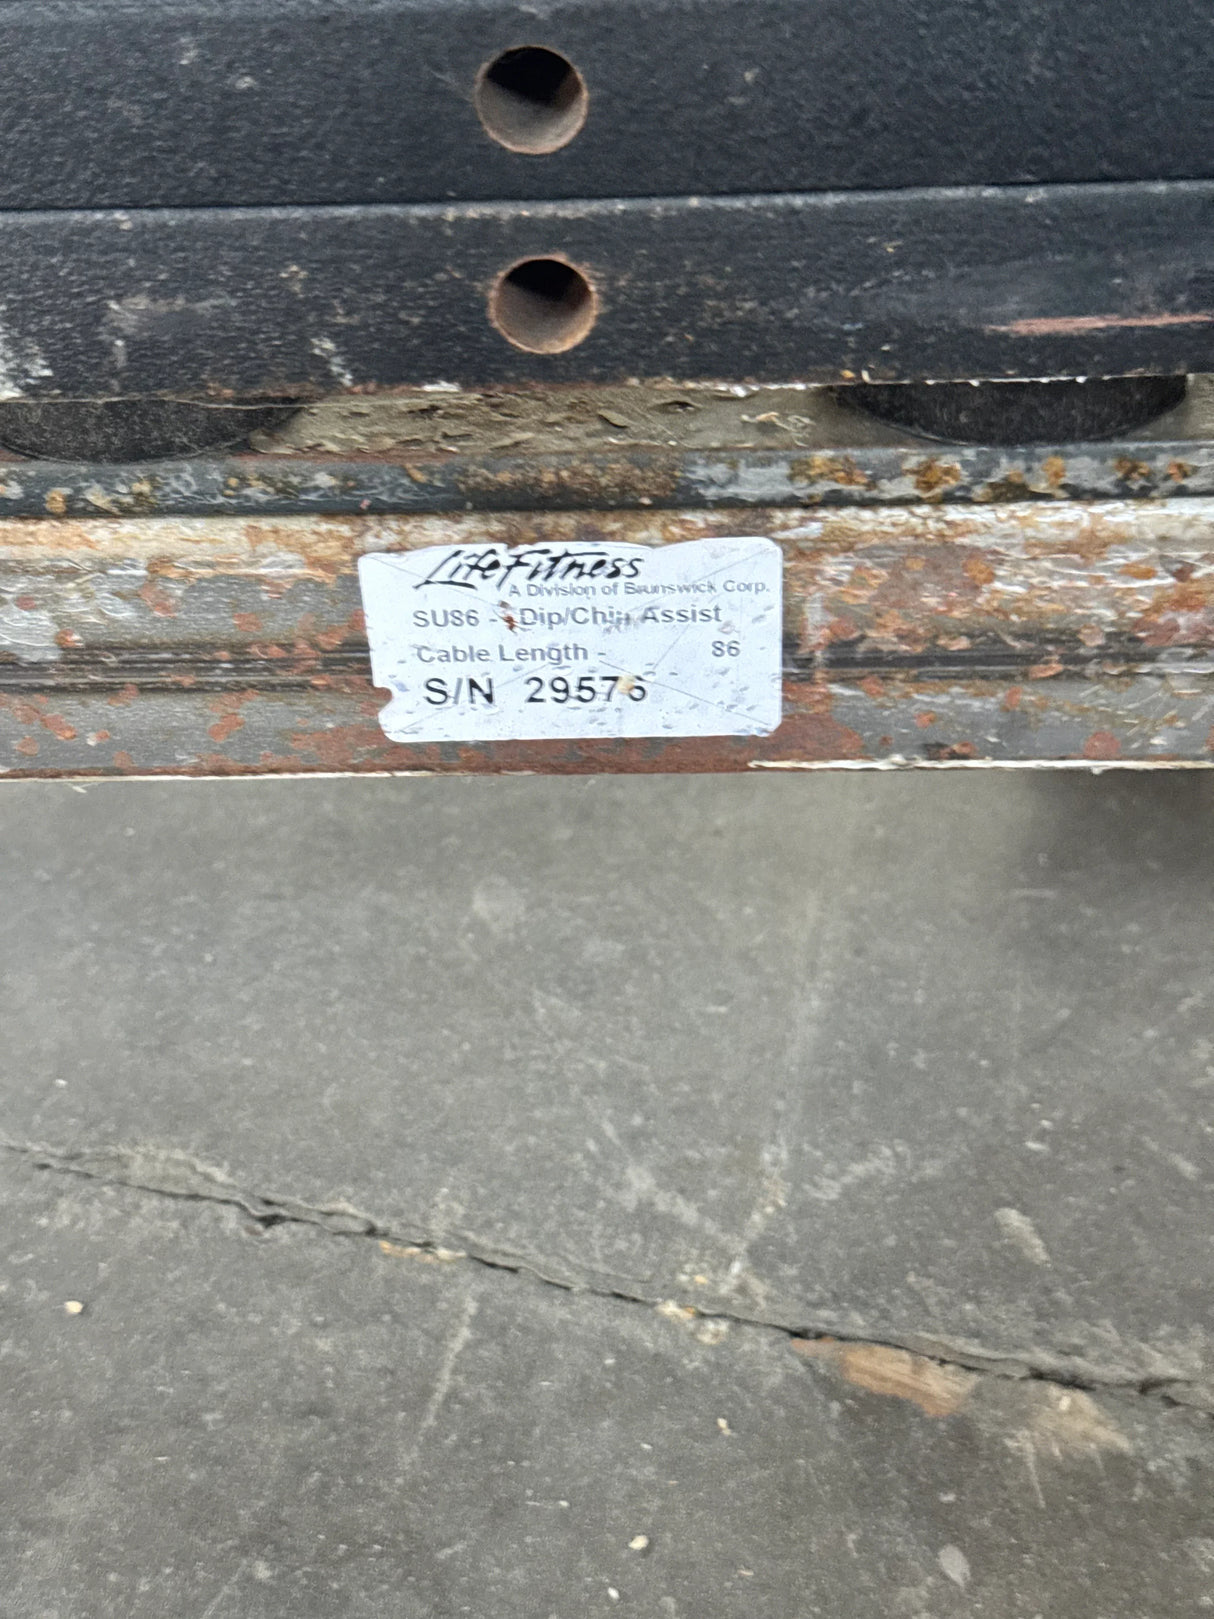 LifeFitness
A Division of Brunswick Corp.
SU86 - Dip/Chin Assist
Cable Length - 86
S/N 29576